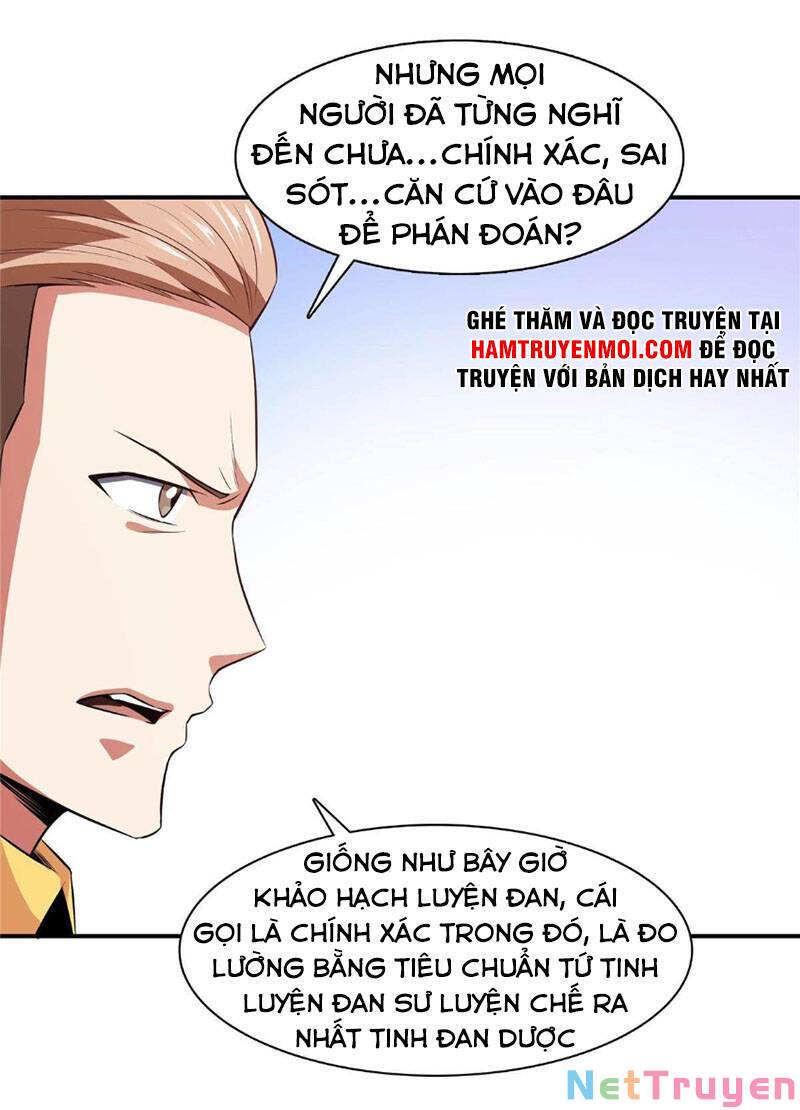 NHƯNG MỌI
NGƯỜI ĐÃ TỪNG NGHĨ
ĐẾN CHƯA...CHÍNH XÁC, SAI
SÓT...CĂN CỨ VÀO ĐÂU
ĐỂ PHÁN ĐOÁN?
GHÉ THĂM VÀ ĐỌC TRUYỆN TẠI
HAMTRUYENMOI.COM ĐỂ ĐỌC
TRUYỆN VỚI BẢN DỊCH HAY NHẤT
GIỐNG NHƯ BÂY GIỜ
KHẢO HẠCH LUYỆN ĐAN, CÁI
GỌI LÀ CHÍNH XÁC TRONG ĐÓ, LÀ ĐO
LƯỜNG BẰNG TIÊU CHUẨN TỨ TINH
LUYỆN ĐAN SƯ LUYỆN CHẾ RA
NHẤT TINH ĐAN DƯỢC
NetTruyen